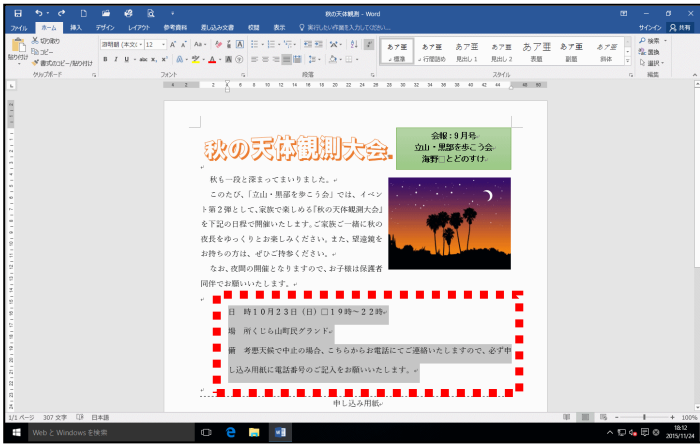 秋の天体観測 - Word
サインイン
共有
ファイル ホーム 挿入 デザイン レイアウト 参考資料 差し込み文書 校閲 表示 実行したい作業を入力してください...
貼り付け
切り取り
コピー
書式のコピー/貼り付け
12
あア亜 あア亜 あア亜 あア亜 あア亜 あア亜 あア亜
標準 行間詰め 見出し 1 見出し 2 表題 副題 斜体
検索
置換
選択
クリップボード フォント 段落 スタイル 編集
秋の天体観測大会
会報：9月号
立山・黒部を歩こう会
海野□とどのすけ
秋も一段と深まってまいりました。
このたび、「立山・黒部を歩こう会」では、イベン
ト第2弾として、家族で楽しめる「秋の天体観測大会」
を下記の日程で開催いたします。ご家族ご一緒に秋の
夜長をゆっくりとお楽しみください。また、望遠鏡を
お持ちの方は、ぜひご持参ください。
なお、夜間の開催となりますので、お子様は保護者
同伴でお願いいたします。
日　時10月23日（日）□19時～22時
場　所くじら山町民グランド
備　考悪天候で中止の場合、こちらからお電話にてご連絡いたしますので、必ず申
し込み用紙に電話番号のご記入をお願いいたします。
申し込み用紙
1/1 ページ 307 文字 日本語
100%
Web と Windows を検索
18:12
2015/11/24